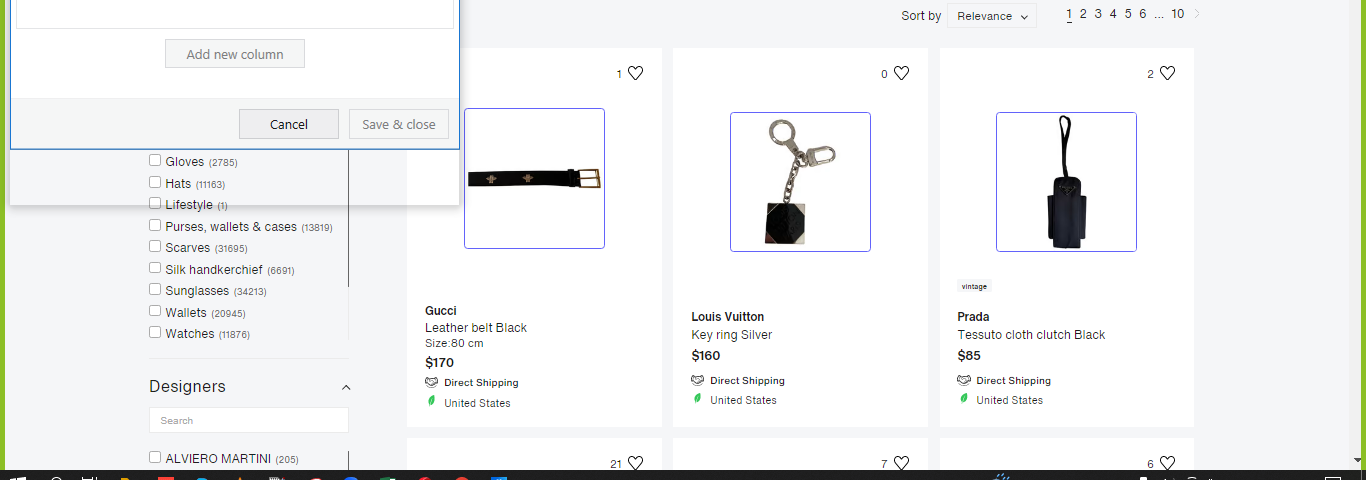 Sort by Relevance 1 2 3 4 5 6 ... 10
Add new column
Cancel Save & close
Gloves (2785)
Hats (11163)
Lifestyle (1)
Purses, wallets & cases (13819)
Scarves (31695)
Silk handkerchief (6691)
Sunglasses (34213)
Wallets (20945)
Watches (11876)
Designers
Search
ALVIERO MARTINI (205)
1
Gucci
Leather belt Black
Size:80 cm
$170
Direct Shipping
United States
0
Louis Vuitton
Key ring Silver
$160
Direct Shipping
United States
2
vintage
Prada
Tessuto cloth clutch Black
$85
Direct Shipping
United States
21
7
6